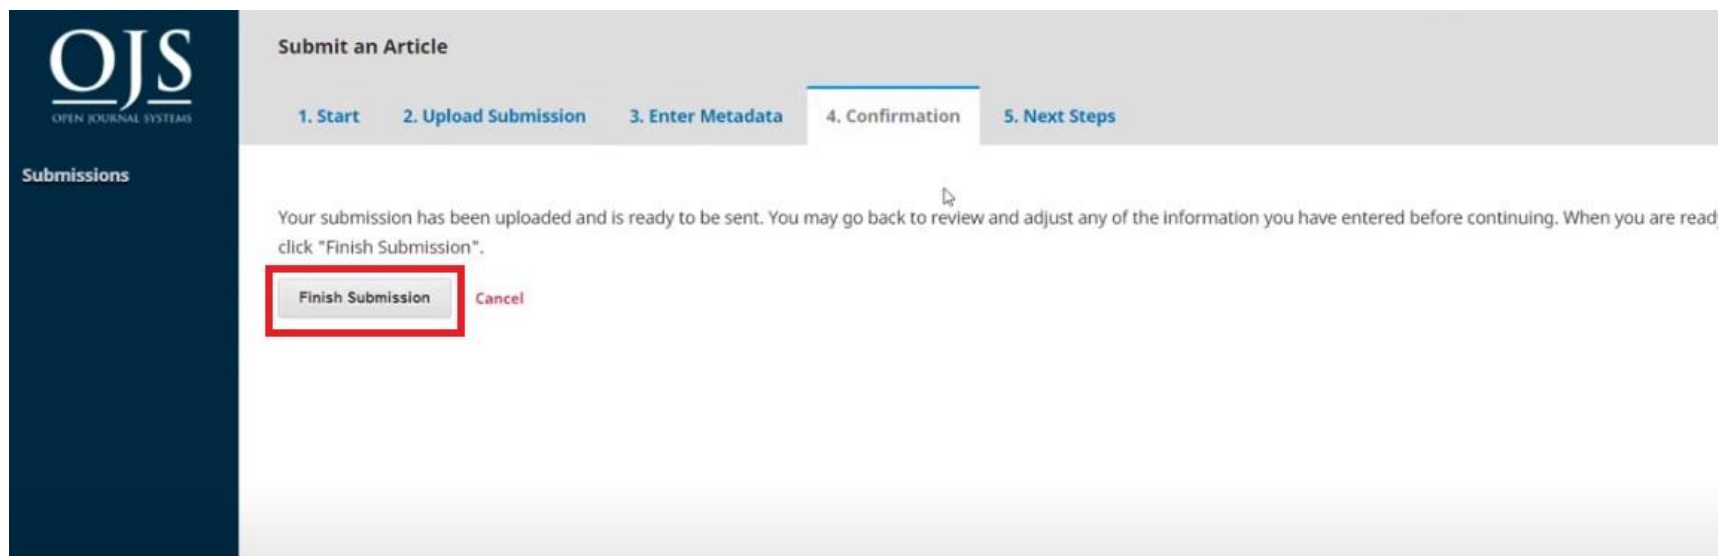 OJS
OPEN JOURNAL SYSTEMS
Submissions
Submit an Article
1. Start 2. Upload Submission 3. Enter Metadata 4. Confirmation 5. Next Steps
Your submission has been uploaded and is ready to be sent. You may go back to review and adjust any of the information you have entered before continuing. When you are
click "Finish Submission".
Finish Submission Cancel